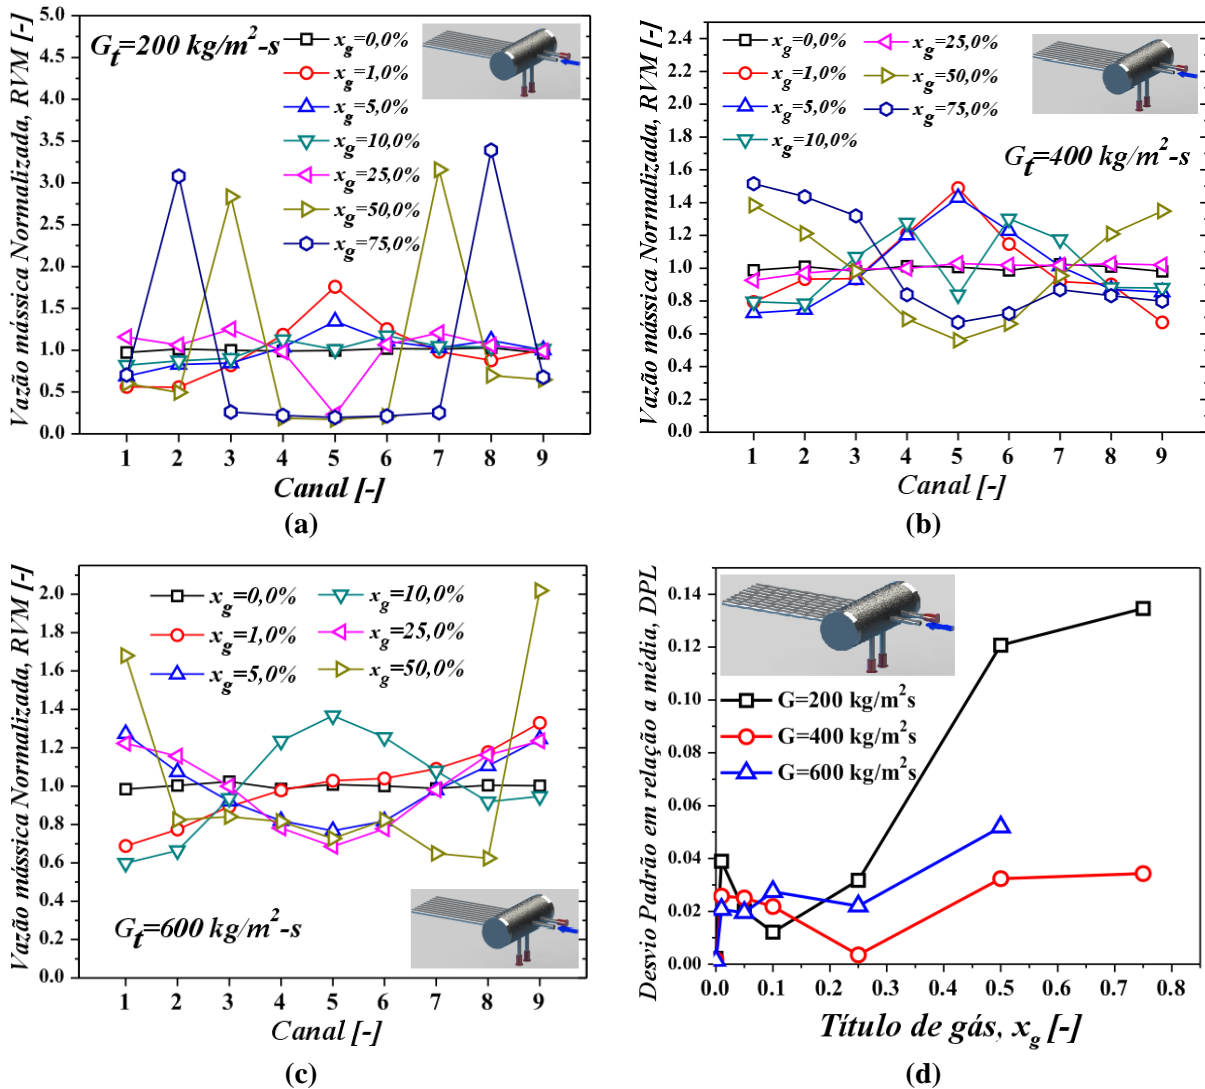 Vazão mássica Normalizada, RVM [-]
5.0
4.5
4.0
3.5
3.0
2.5
2.0
1.5
1.0
0.5
0.0
G_t=200 kg/m²-s
x_g=0,0%
x_g=1,0%
x_g=5,0%
x_g=10,0%
x_g=25,0%
x_g=50,0%
x_g=75,0%
1 2 3 4 5 6 7 8 9
Canal [-]
(a)
Vazão mássica Normalizada, RVM [-]
2.4
2.2
2.0
1.8
1.6
1.4
1.2
1.0
0.8
0.6
0.4
0.2
0.0
x_g=0,0% x_g=25,0%
x_g=1,0% x_g=50,0%
x_g=5,0% x_g=75,0%
x_g=10,0%
G_t=400 kg/m²-s
1 2 3 4 5 6 7 8 9
Canal [-]
(b)
Vazão mássica Normalizada, RVM [-]
2.0
1.8
1.6
1.4
1.2
1.0
0.8
0.6
0.4
0.2
0.0
x_g=0,0% x_g=10,0%
x_g=1,0% x_g=25,0%
x_g=5,0% x_g=50,0%
G_t=600 kg/m²-s
1 2 3 4 5 6 7 8 9
Canal [-]
(c)
Desvio Padrão em relação a média, DPL
0.14
0.12
0.10
0.08
0.06
0.04
0.02
0.00
G=200 kg/m²s
G=400 kg/m²s
G=600 kg/m²s
0.0 0.1 0.2 0.3 0.4 0.5 0.6 0.7 0.8
Título de gás, x_g [-]
(d)